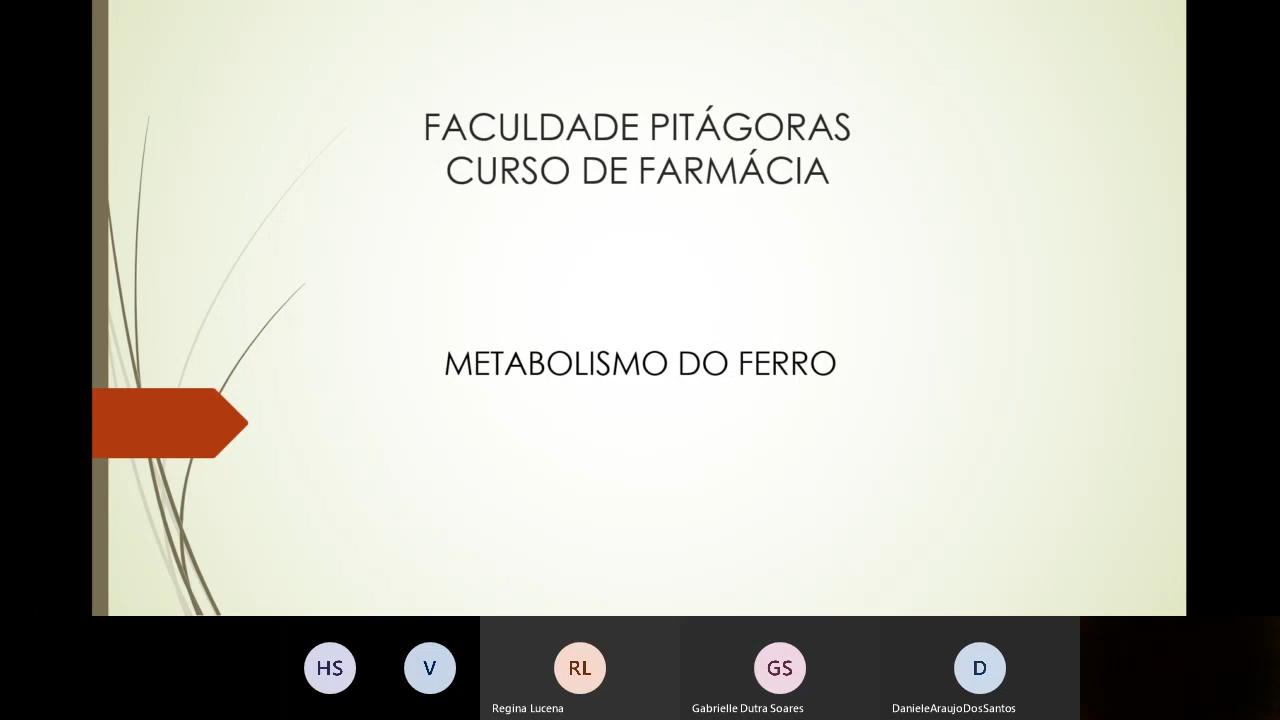 FACULDADE PITÁGORAS
CURSO DE FARMÁCIA
METABOLISMO DO FERRO
HS
V
RL
GS
D
Regina Lucena
Gabrielle Dutra Soares
DanieleAraujoDosSantos